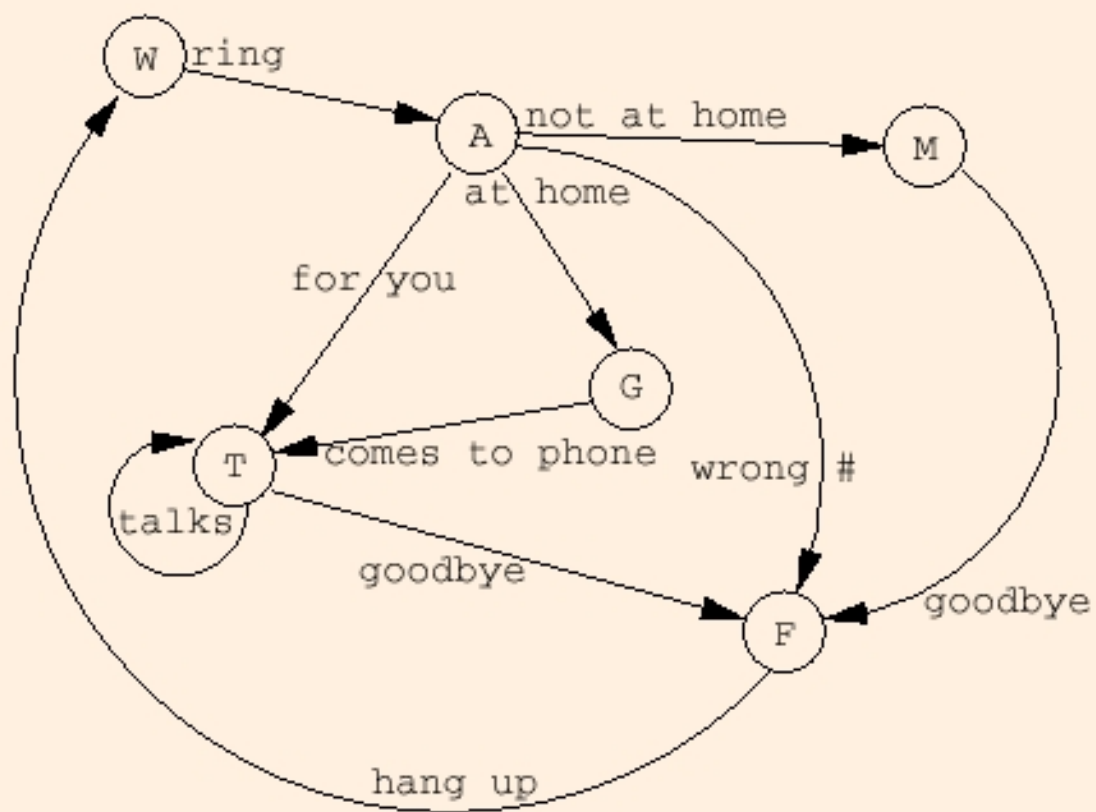 W
ring
A
not at home
M
at home
for you
G
comes to phone
wrong #
T
talks
goodbye
goodbye
F
hang up